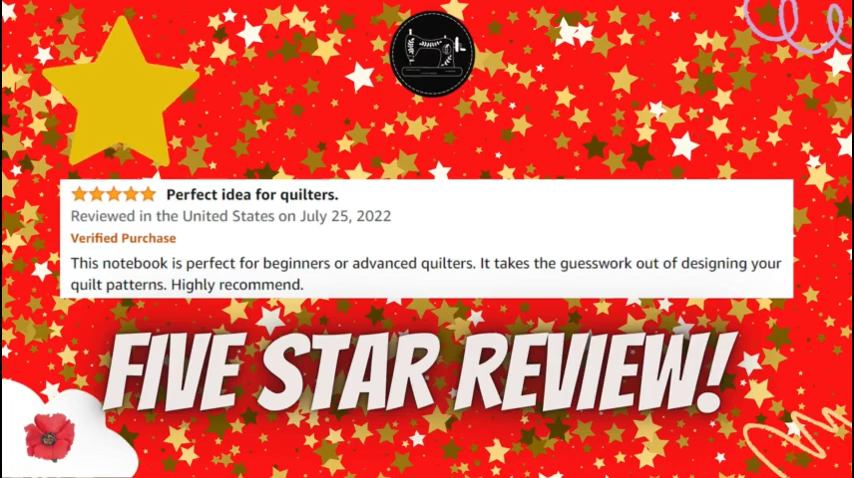 Perfect idea for quilters.
Reviewed in the United States on July 25, 2022
Verified Purchase
This notebook is perfect for beginners or advanced quilters. It takes the guesswork out of designing your
quilt patterns. Highly recommend.
FIVE STAR REVIEW!